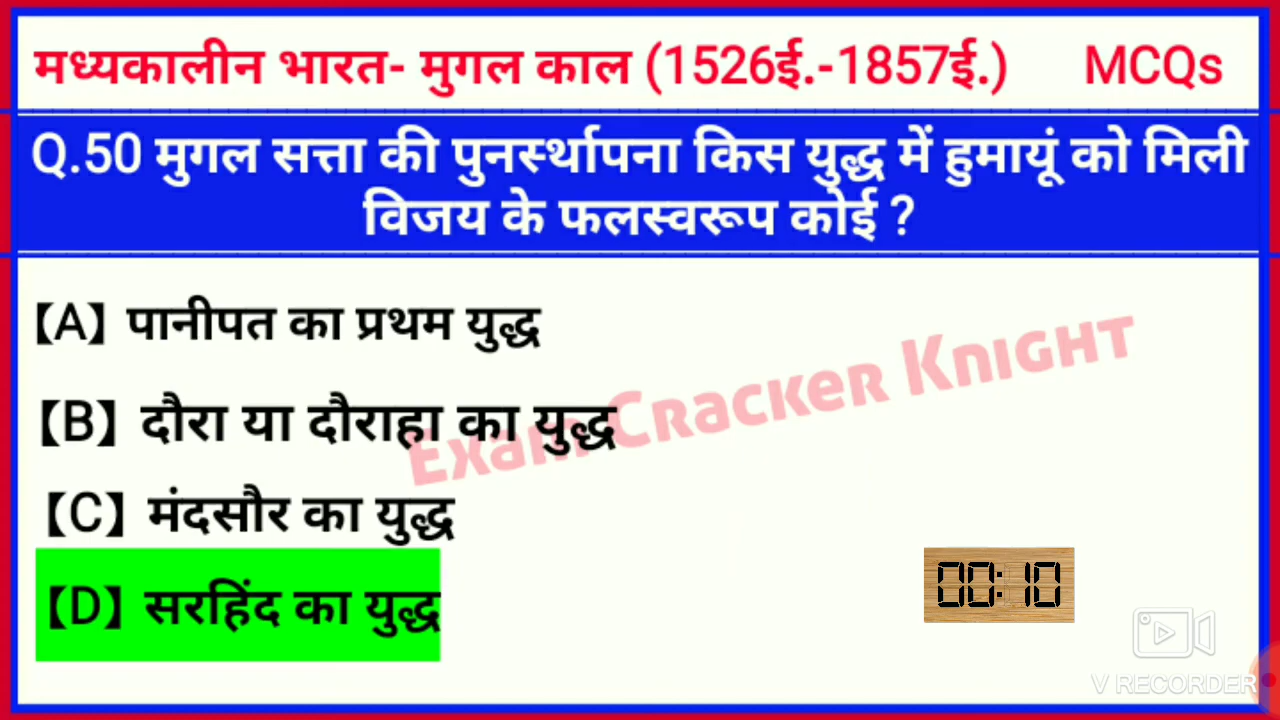 मध्यकालीन भारत- मुगल काल (1526ई.-1857ई.) MCQs
Q.50 मुगल सत्ता की पुनर्स्थापना किस युद्ध में हुमायूं को मिली
विजय के फलस्वरूप कोई ?
【A】 पानीपत का प्रथम युद्ध
【B】 दौरा या दौराहा का युद्ध
Exam Cracker Knight
【C】 मंदसौर का युद्ध
【D】 सरहिंद का युद्ध
00:10
V RECORDER